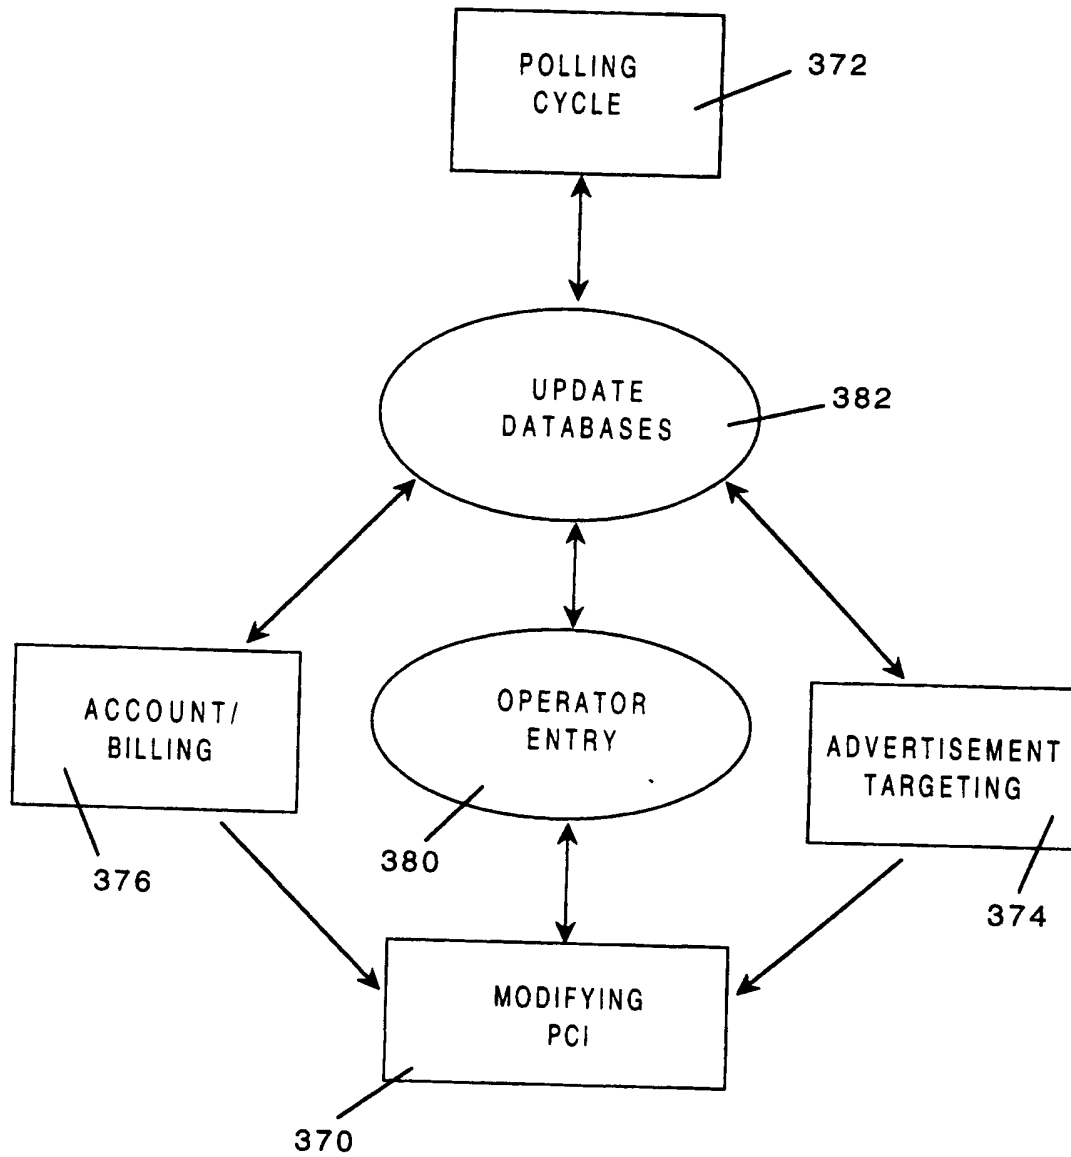 POLLING
CYCLE
372
UPDATE
DATABASES
382
ACCOUNT/
BILLING
376
OPERATOR
ENTRY
380
ADVERTISEMENT
TARGETING
374
MODIFYING
PCI
370